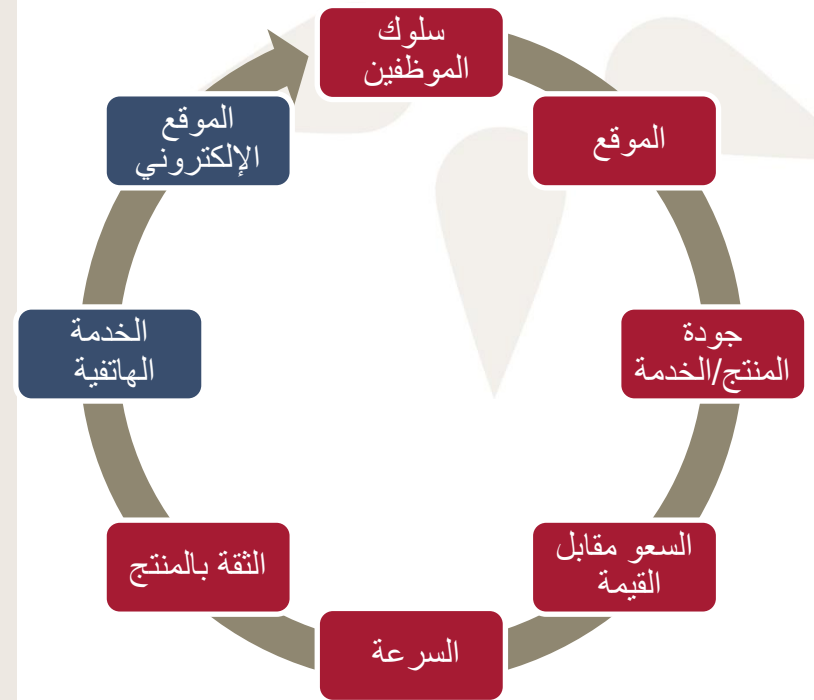 سلوك
الموظفين
الموقع
جودة
المنتج/الخدمة
السعو مقابل
القيمة
السرعة
الثقة بالمنتج
الخدمة
الهاتفية
الموقع
الإلكتروني